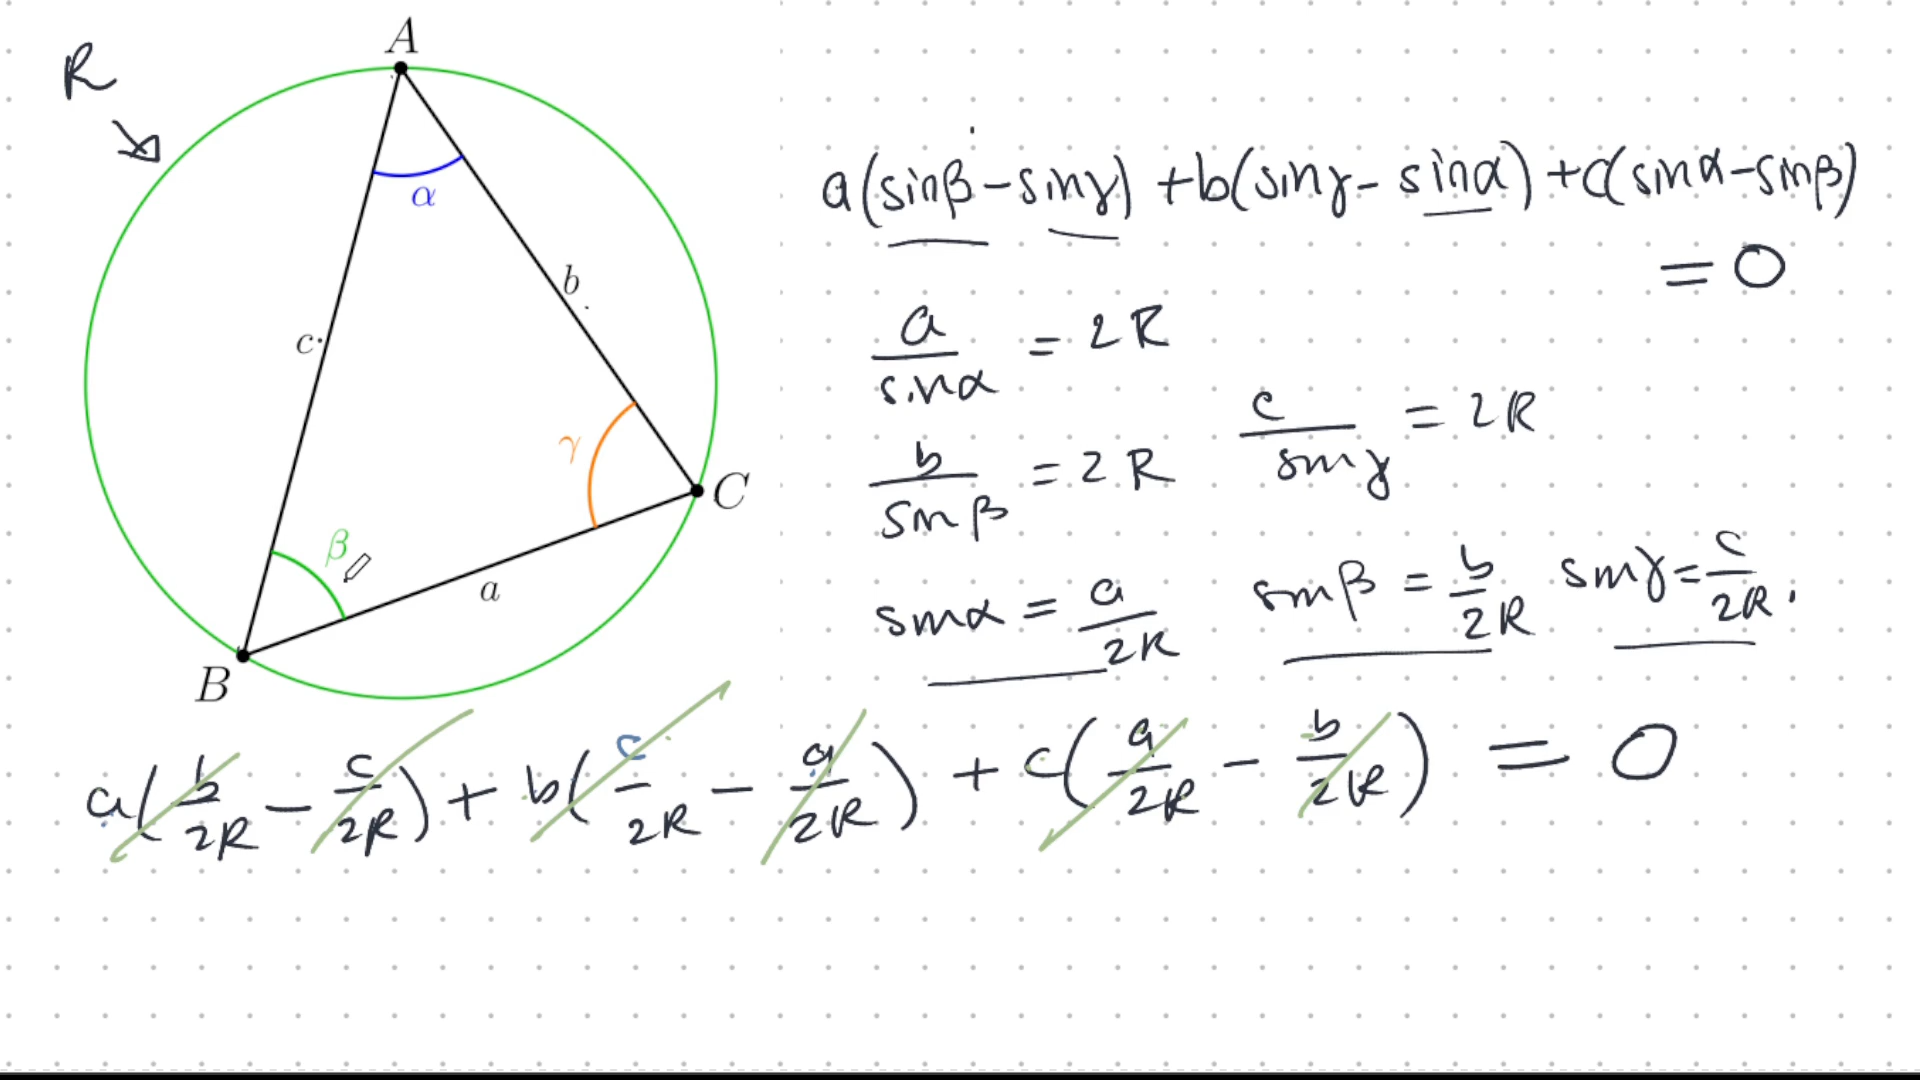 R
A
α
b
c
γ
C
β
a
B
a(sinβ-sinγ)+b(sinγ-sinα)+c(sinα-sinβ)
=0
a/sinα = 2R
c/sinγ = 2R
b/sinβ = 2R
sinα = a/2R sinβ = b/2R sinγ = c/2R.
a(b/2R - c/2R) + b(c/2R - a/2R) + c(a/2R - b/2R) = 0